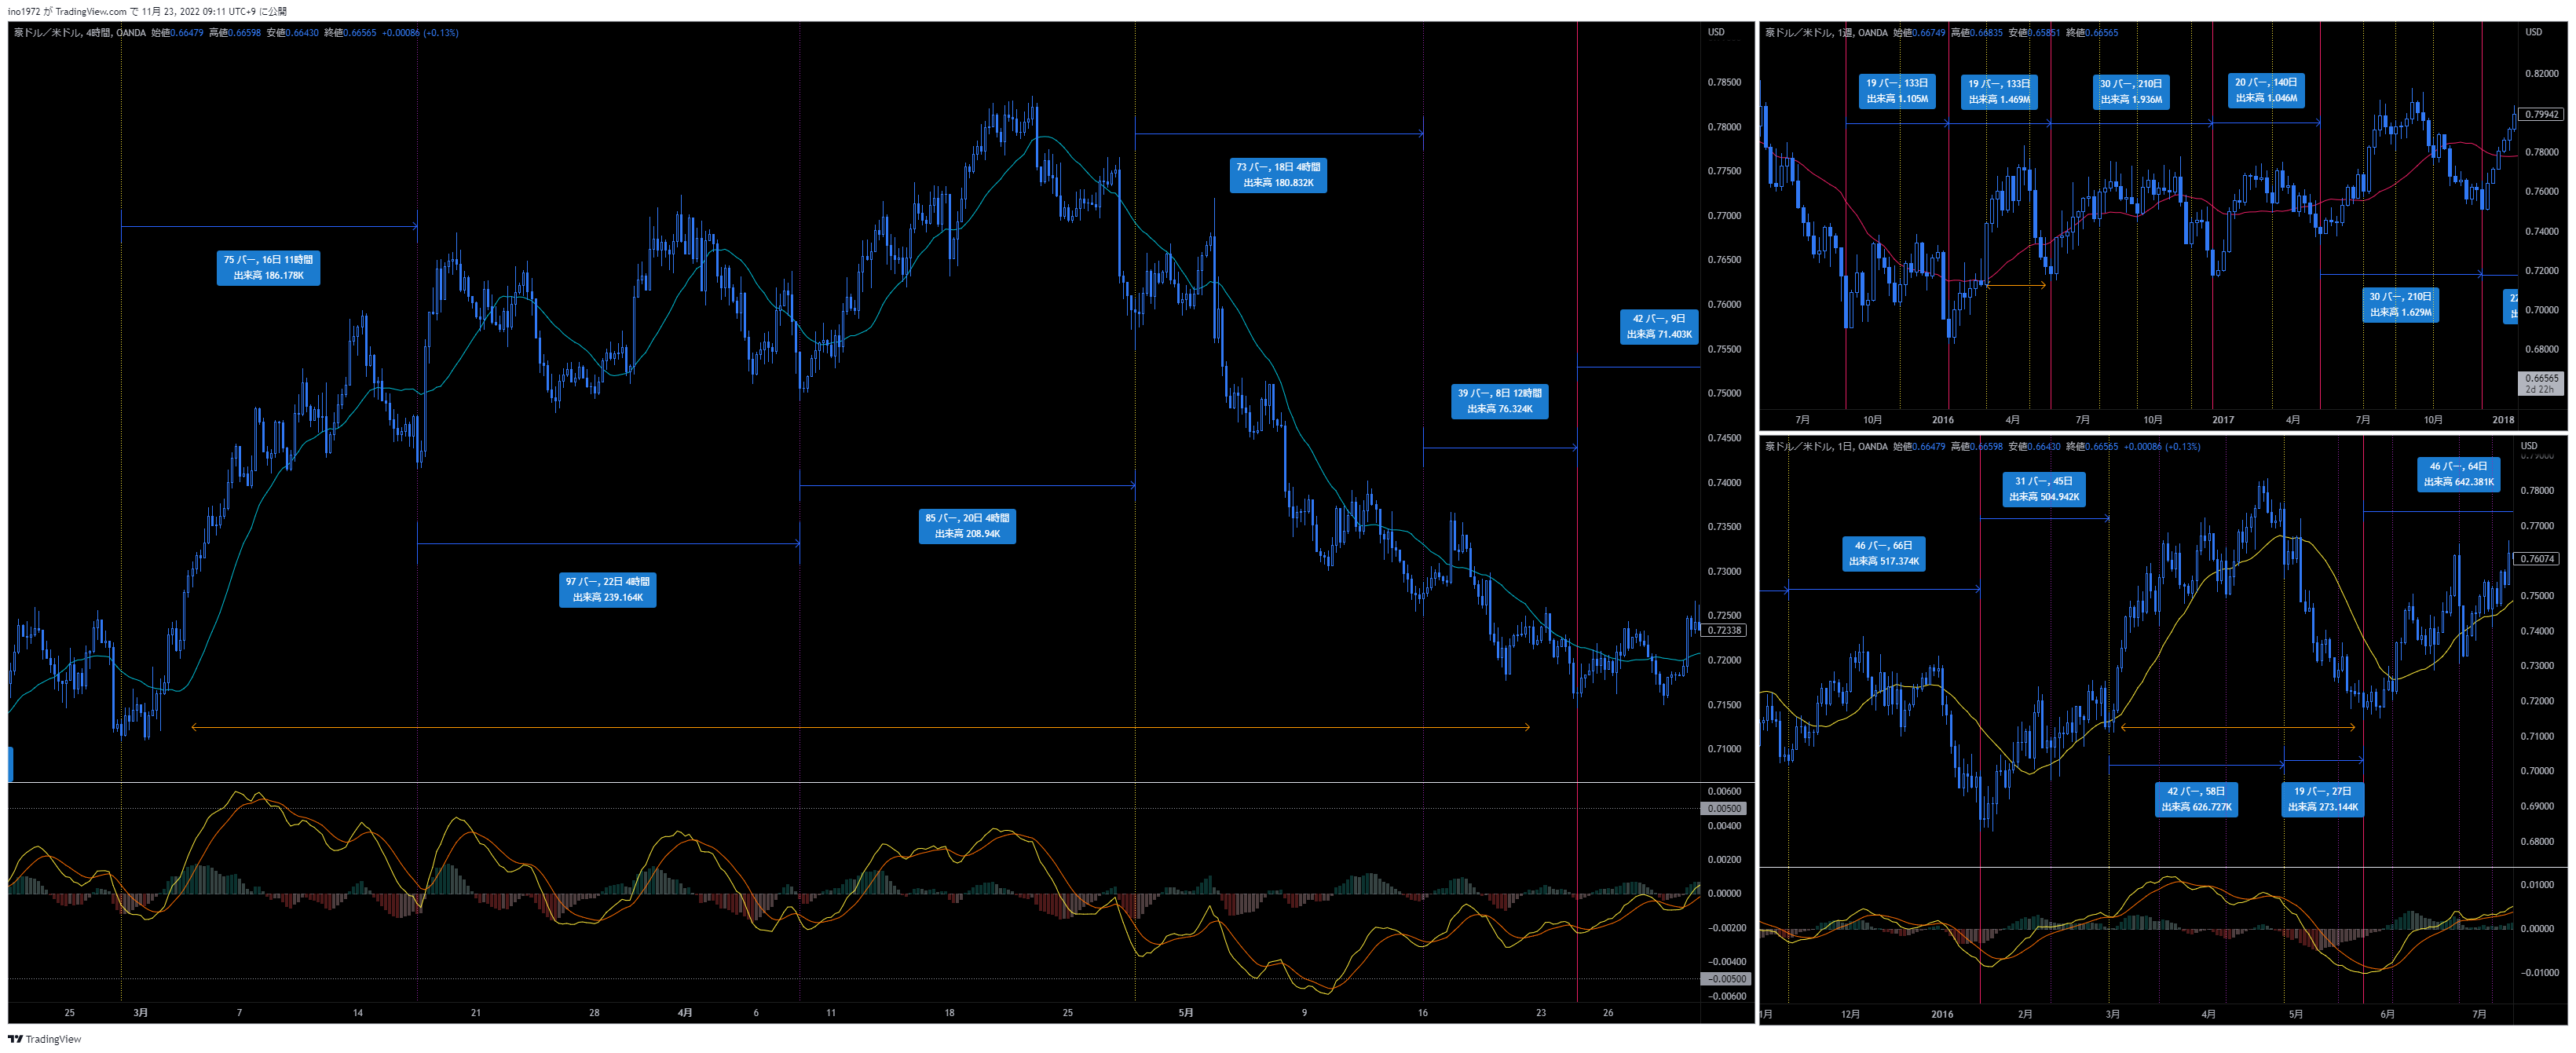 ino1972 が TradingView.com で 11月 23, 2022 09:11 UTC+9 に公開
豪ドル／米ドル, 4時間, OANDA 始値0.66479 高値0.66598 安値0.66430 終値0.66565 +0.00086 (+0.13%)
USD
0.78500
0.78000
0.77500
0.77000
0.76500
0.76000
0.75500
0.75000
0.74500
0.74000
0.73500
0.73000
0.72500
0.72338
0.72000
0.71500
0.71000
75 バー, 16日 11時間
出来高 186.178K
97 バー, 22日 4時間
出来高 239.164K
85 バー, 20日 4時間
出来高 208.94K
73 バー, 18日 4時間
出来高 180.832K
39 バー, 8日 12時間
出来高 76.324K
42 バー, 9日
出来高 71.403K
0.00600
0.00500
0.00400
0.00200
0.00000
−0.00200
−0.00400
−0.00500
−0.00600
25 3月 7 14 21 28 4月 6 11 18 25 5月 9 16 23 26
豪ドル／米ドル, 1週, OANDA 始値0.66749 高値0.66835 安値0.65851 終値0.66565
USD
0.82000
0.79942
0.78000
0.76000
0.74000
0.72000
0.70000
0.68000
0.66565
2d 22h
19 バー, 133日
出来高 1.105M
19 バー, 133日
出来高 1.469M
30 バー, 210日
出来高 1.936M
20 バー, 140日
出来高 1.046M
30 バー, 210日
出来高 1.629M
22
出
7月 10月 2016 4月 7月 10月 2017 4月 7月 10月 2018
豪ドル／米ドル, 1日, OANDA 始値0.66479 高値0.66598 安値0.66430 終値0.66565 +0.00086 (+0.13%)
USD
0.79000
0.78000
0.77000
0.76074
0.75000
0.74000
0.73000
0.72000
0.71000
0.70000
0.69000
0.68000
46 バー, 66日
出来高 517.374K
31 バー, 45日
出来高 504.942K
42 バー, 58日
出来高 626.727K
19 バー, 27日
出来高 273.144K
46 バー, 64日
出来高 642.381K
0.01000
0.00000
−0.01000
1月 12月 2016 2月 3月 4月 5月 6月 7月
TradingView